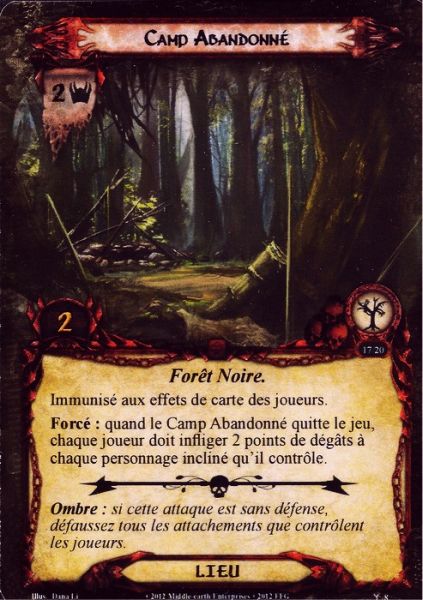 Camp Abandonné
2
2
17/20
Forêt Noire.
Immunisé aux effets de carte des joueurs.
Forcé : quand le Camp Abandonné quitte le jeu,
chaque joueur doit infliger 2 points de dégâts à
chaque personnage incliné qu'il contrôle.
Ombre : si cette attaque est sans défense,
défaussez tous les attachements que contrôlent
les joueurs.
LIEU
Illus. Dana Li
• 2012 Middle-earth Enterprises • 2012 FFG
8